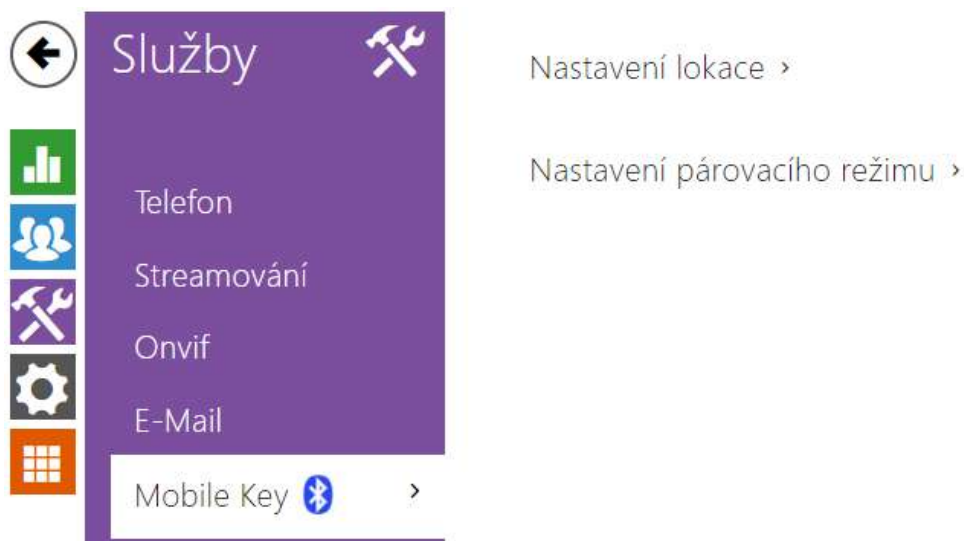 Služby
Telefon
Streamování
Onvif
E-Mail
Mobile Key ›
Nastavení lokace ›
Nastavení párovacího režimu ›